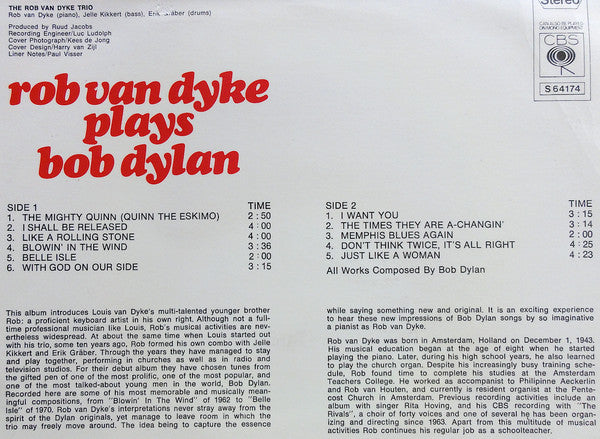 THE ROB VAN DYKE TRIO
Rob van Dyke (piano), Jelle Kikkert (bass), Erik Gräber (drums)
Produced by Ruud Jacobs
Recording Engineer/Luc Ludolph
Cover Photograph/Kees de Jong
Cover Design/Harry van Zijl
Liner Notes/Paul Visser
Stereo
CAN ALSO BE PLAYED
ON MONO EQUIPMENT
CBS
S 64174
rob van dyke
plays
bob dylan
SIDE 1 TIME
1. THE MIGHTY QUINN (QUINN THE ESKIMO) 2:50
2. I SHALL BE RELEASED 4:00
3. LIKE A ROLLING STONE 4:00
4. BLOWIN' IN THE WIND 3:36
5. BELLE ISLE 2:00
6. WITH GOD ON OUR SIDE 3:15
SIDE 2 TIME
1. I WANT YOU 3:15
2. THE TIMES THEY ARE A-CHANGIN' 3:14
3. MEMPHIS BLUES AGAIN 2:00
4. DON'T THINK TWICE, IT'S ALL RIGHT 4:25
5. JUST LIKE A WOMAN 4:23
All Works Composed By Bob Dylan
This album introduces Louis van Dyke's multi-talented younger brother
Rob: a proficient keyboard artist in his own right. Although not a full-
time professional musician like Louis, Rob's musical activities are nev-
ertheless widespread. At about the same time when Louis started out
with his trio, some ten years ago, Rob formed his own combo with Jelle
Kikkert and Erik Gräber. Through the years they have managed to stay
and play together, performing in churches as well as in radio and
television studios. For their debut album they have chosen tunes from
the gifted pen of one of the most prolific, one of the most popular, and
one of the most talked-about young men in the world, Bob Dylan.
Recorded here are some of his most memorable and musically mean-
ingful compositions, from "Blowin' In The Wind" of 1962 to "Belle
Isle" of 1970. Rob van Dyke's interpretations never stray away from the
spirit of the Dylan originals, yet manage to leave room in which the
trio may freely move around. The idea being to capture the essence
while saying something new and original. It is an exciting experience
to hear these new impressions of Bob Dylan songs by so imaginative
a pianist as Rob van Dyke.
Rob van Dyke was born in Amsterdam, Holland on December 1, 1943.
His musical education began at the age of eight when he started
playing the piano. Later, during his high school years, he also learned
to play the church organ. Despite his increasingly busy training sche-
dule, Rob found time to complete his studies at the Amsterdam
Teachers College. He worked as accompanist to Philipinne Aeckerlin
and Rob van Houten, and currently is resident organist at the Pente-
cost Church in Amsterdam. Previous recording activities include an
album with singer Rita Hoving, and his CBS recording with "The
Rivals", a choir of forty voices and one of several he has been organ-
izing and directing since 1963. Apart from this multitude of musical
activities Rob continues his regular job as a schoolteacher.